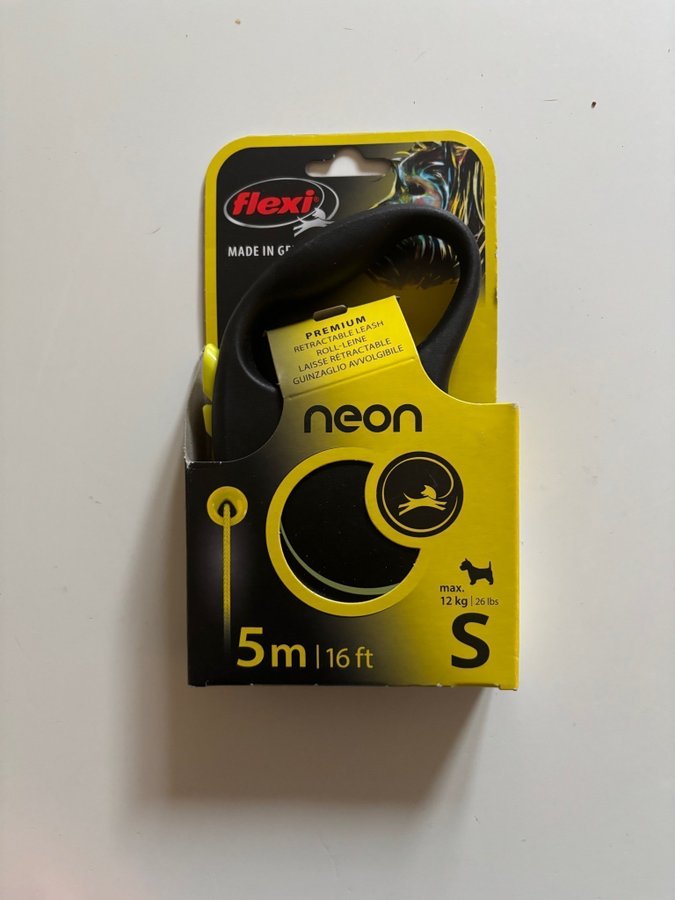 flexi
MADE IN GE
PREMIUM
RETRACTABLE LEASH
ROLL-LEINE
LAISSE RÉTRACTABLE
GUINZAGLIO AVVOLGIBILE
neon
max.
12 kg | 26 lbs
5 m | 16 ft
S